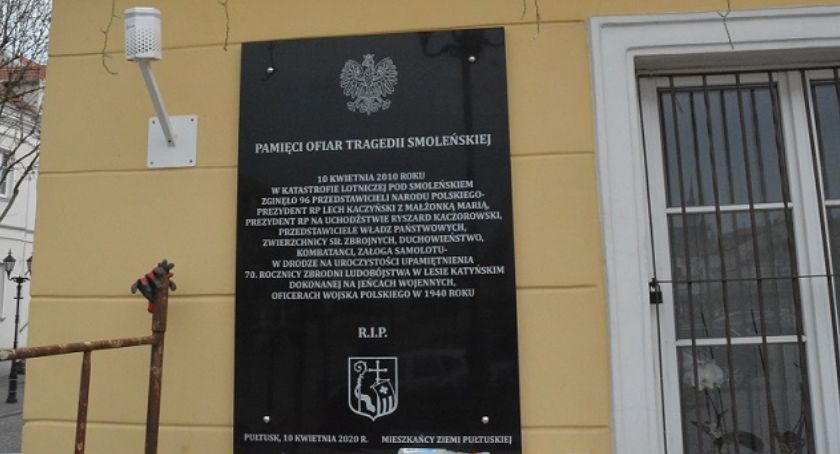 PAMIĘCI OFIAR TRAGEDII SMOLEŃSKIEJ
10 KWIETNIA 2010 ROKU
W KATASTROFIE LOTNICZEJ POD SMOLEŃSKIEM
ZGINĘŁO 96 PRZEDSTAWICIELI NARODU POLSKIEGO-
PREZYDENT RP LECH KACZYŃSKI Z MAŁŻONKĄ MARIĄ,
PREZYDENT RP NA UCHODŹSTWIE RYSZARD KACZOROWSKI,
PRZEDSTAWICIELE WŁADZ PAŃSTWOWYCH,
ZWIERZCHNICY SIŁ ZBROJNYCH, DUCHOWIEŃSTWO,
KOMBATANCI, ZAŁOGA SAMOLOTU-
W DRODZE NA UROCZYSTOŚCI UPAMIĘTNIENIA
70. ROCZNICY ZBRODNI LUDOBÓJSTWA W LESIE KATYŃSKIM
DOKONANEJ NA JEŃCACH WOJENNYCH,
OFICERACH WOJSKA POLSKIEGO W 1940 ROKU
R.I.P.
PUŁTUSK, 10 KWIETNIA 2020 R. MIESZKAŃCY ZIEMI PUŁTUSKIEJ